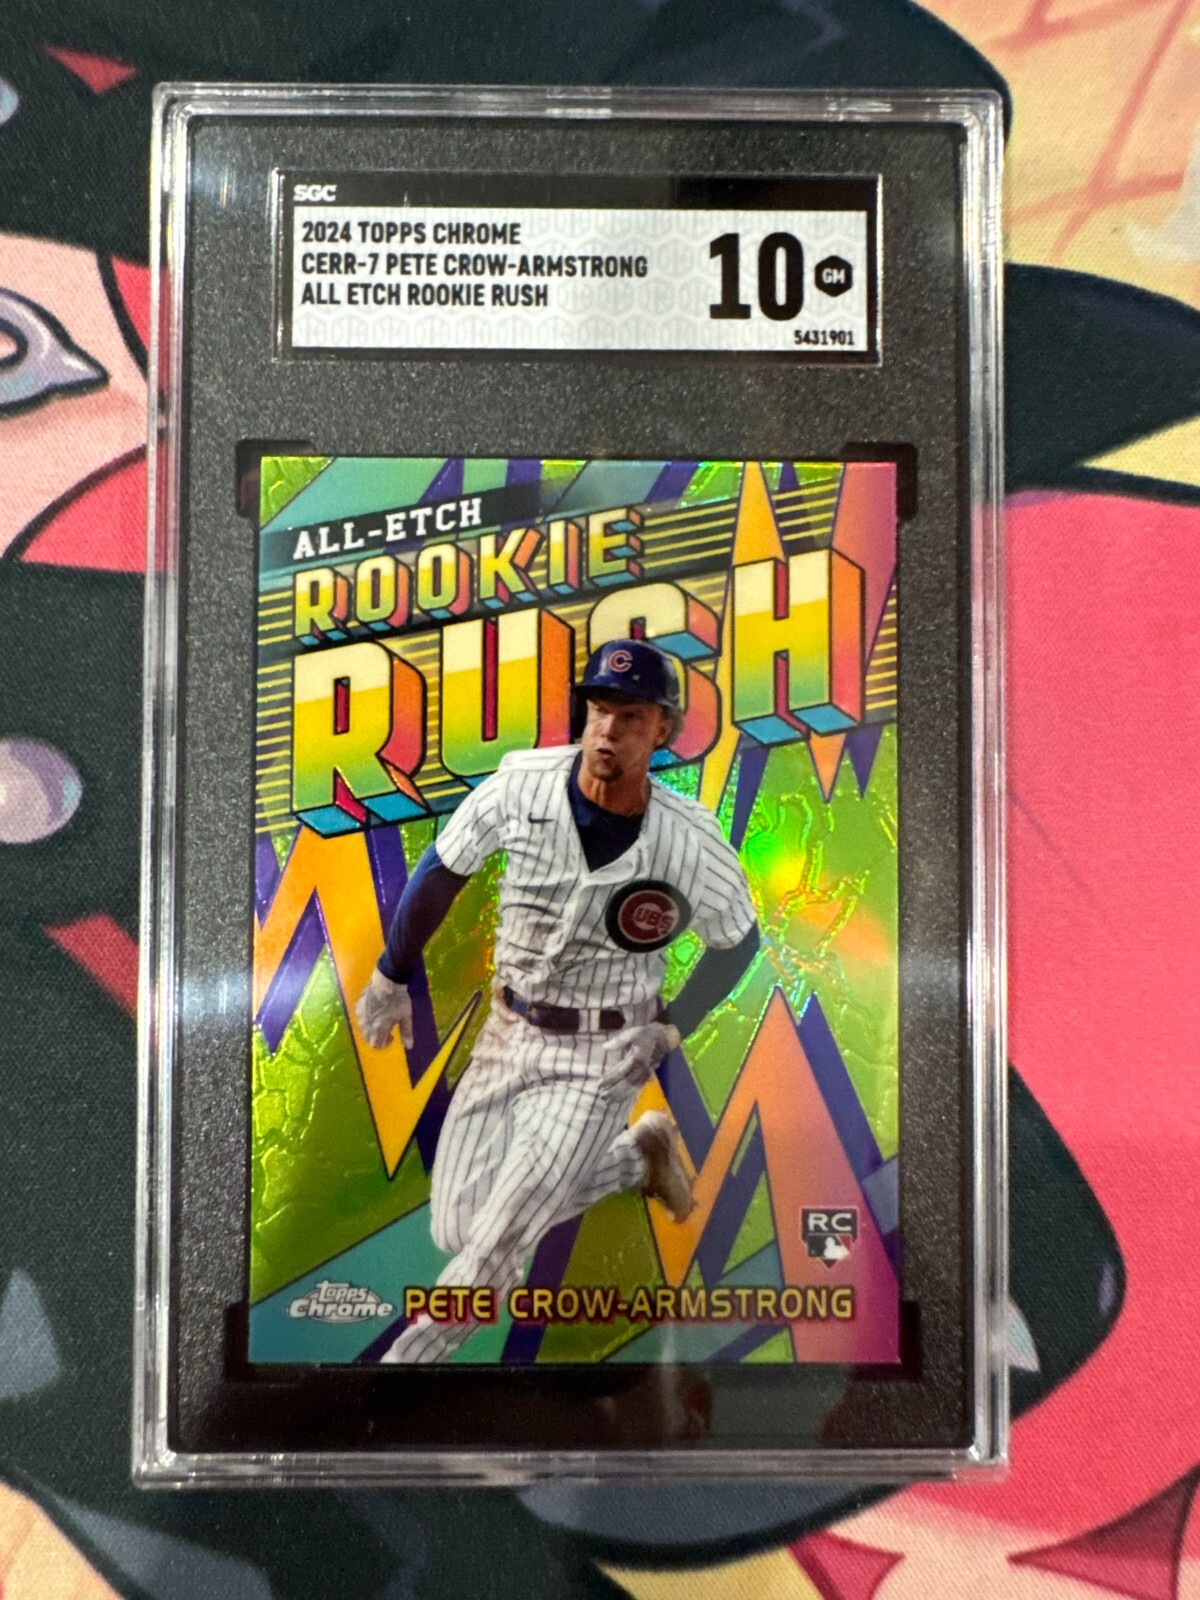 SGC
2024 TOPPS CHROME
CERR-7 PETE CROW-ARMSTRONG
ALL ETCH ROOKIE RUSH
10 GM
5431901
ALL-ETCH
ROOKIE
RUSH
C
CUBS
RC
Topps
Chrome
PETE CROW-ARMSTRONG